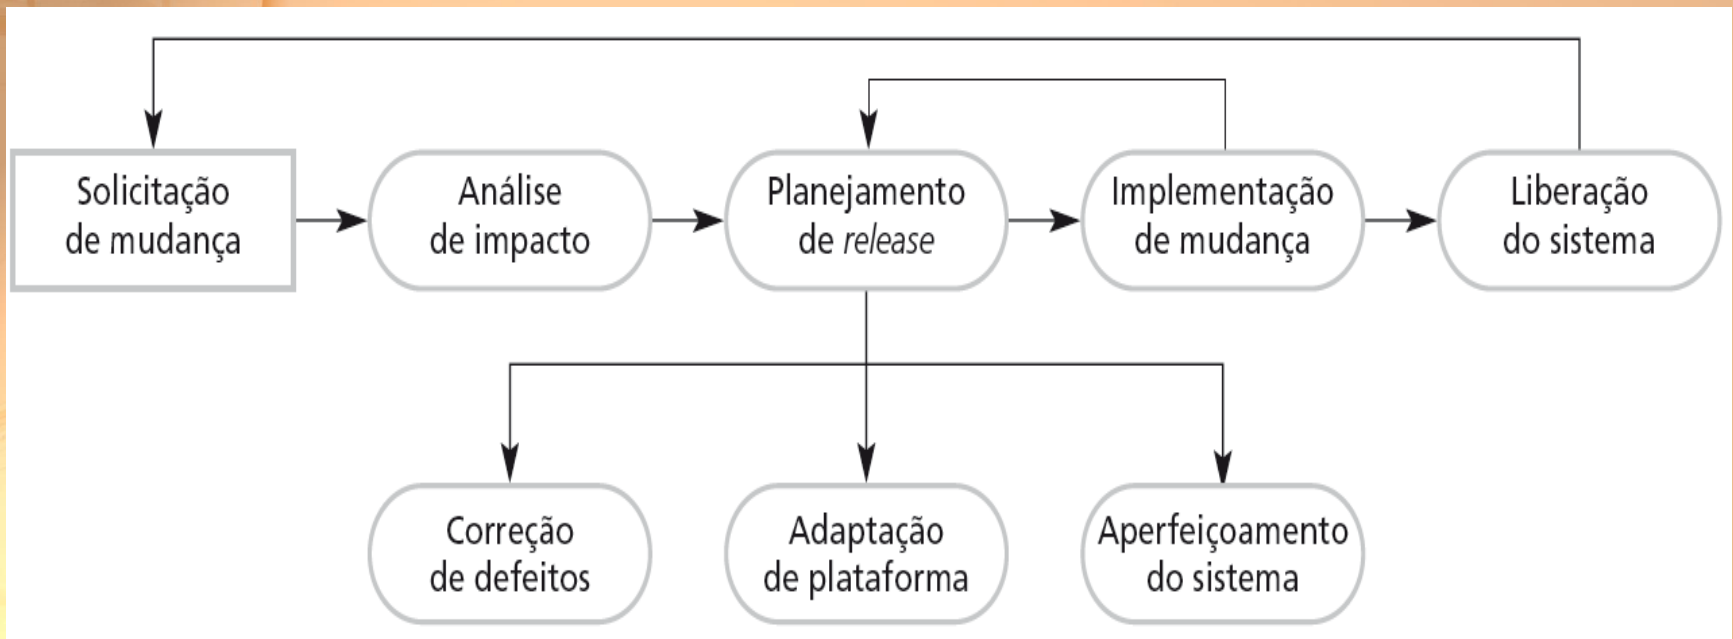 Solicitação
de mudança
Análise
de impacto
Planejamento
de release
Implementação
de mudança
Liberação
do sistema
Correção
de defeitos
Adaptação
de plataforma
Aperfeiçoamento
do sistema